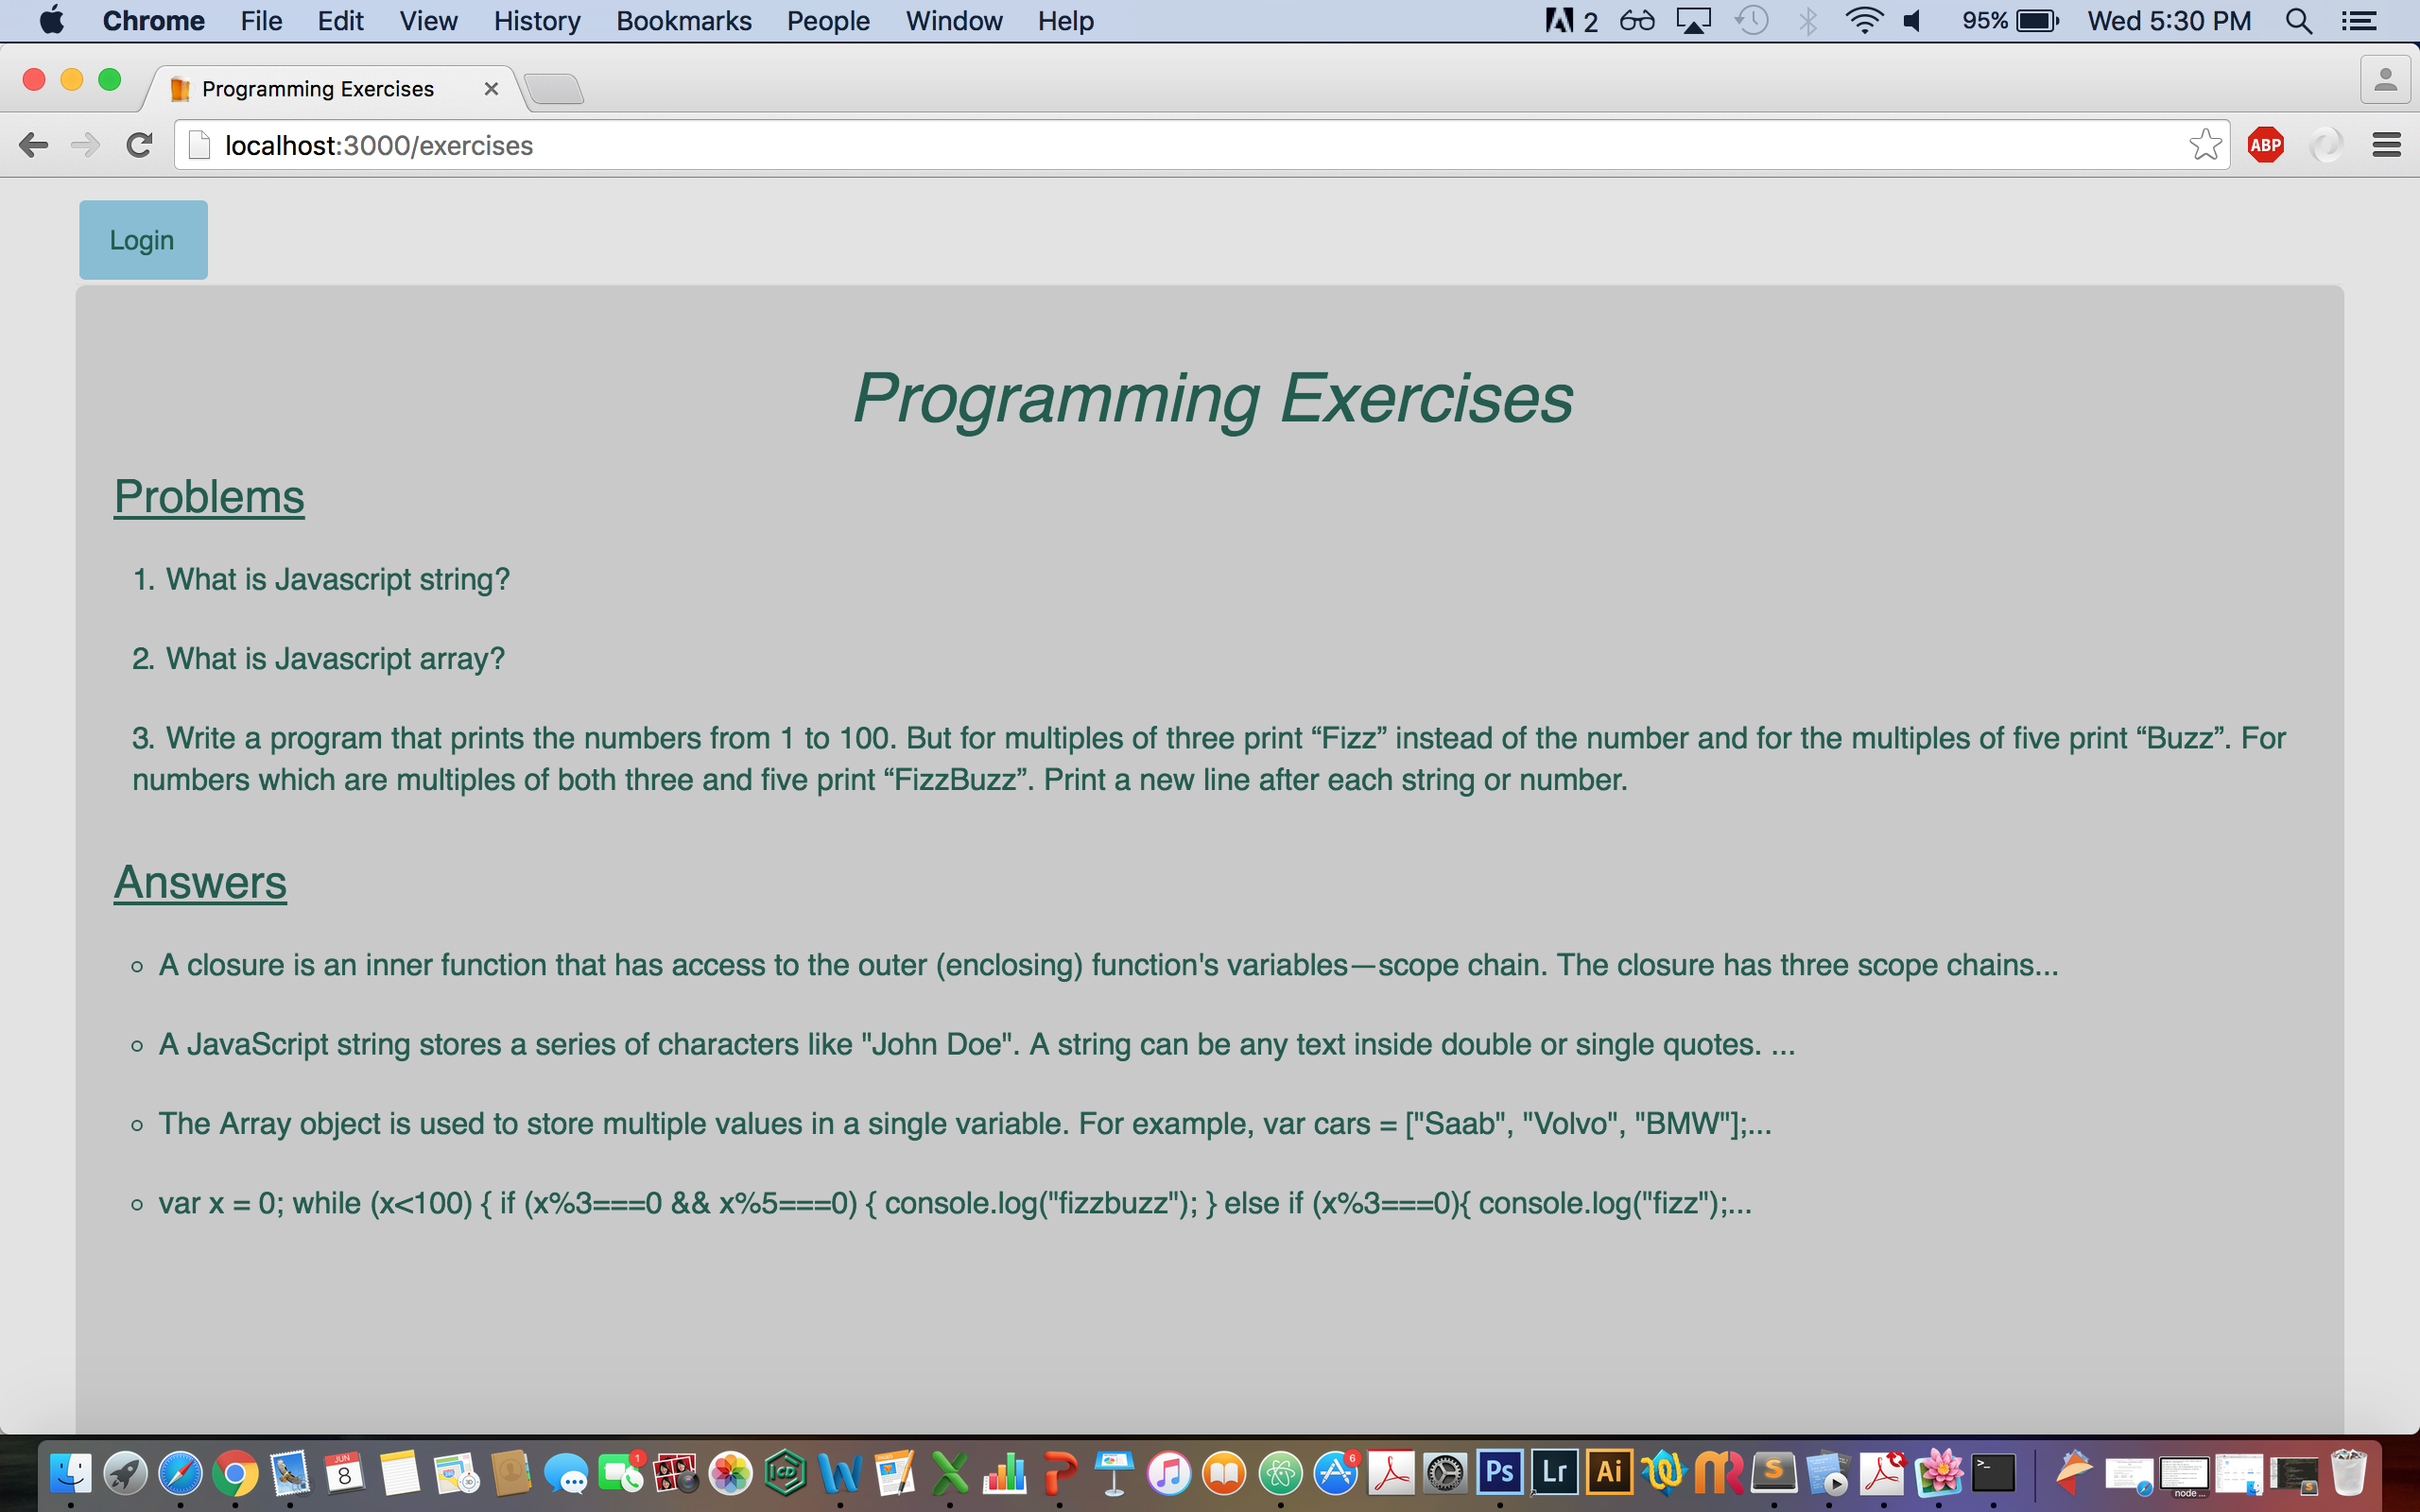 Chrome File Edit View History Bookmarks People Window Help 2 95% Wed 5:30 PM
Programming Exercises
localhost:3000/exercises
ABP
Login
Programming Exercises
Problems
1. What is Javascript string?
2. What is Javascript array?
3. Write a program that prints the numbers from 1 to 100. But for multiples of three print “Fizz” instead of the number and for the multiples of five print “Buzz”. For
numbers which are multiples of both three and five print “FizzBuzz”. Print a new line after each string or number.
Answers
A closure is an inner function that has access to the outer (enclosing) function's variables—scope chain. The closure has three scope chains...
A JavaScript string stores a series of characters like "John Doe". A string can be any text inside double or single quotes. ...
The Array object is used to store multiple values in a single variable. For example, var cars = ["Saab", "Volvo", "BMW"];...
var x = 0; while (x<100) { if (x%3===0 && x%5===0) { console.log("fizzbuzz"); } else if (x%3===0){ console.log("fizz");...
JUN
8
1
ICD
6
Ps
Lr
Ai
S
>_
node ...